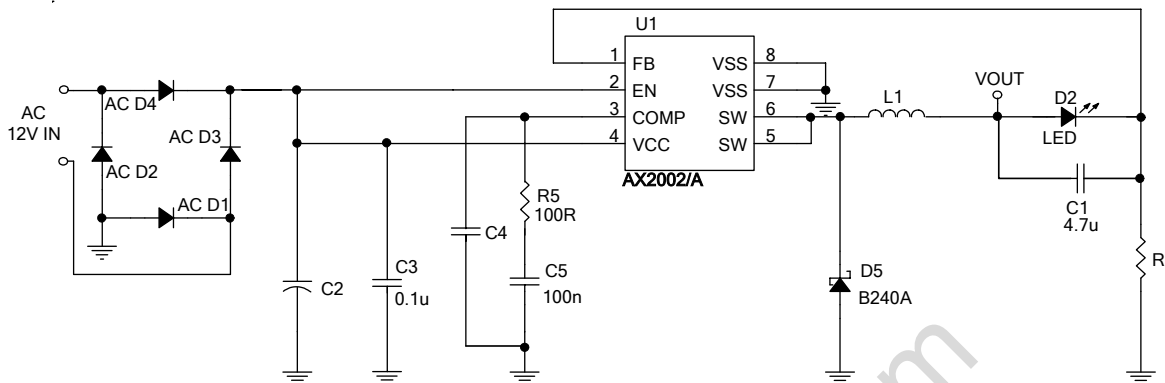 U1
1 FB VSS 8
2 EN VSS 7
3 COMP SW 6
4 VCC SW 5
AX2002/A
AC
12V IN
AC D4
AC D3
AC D2
AC D1
C2
C3
0.1u
C4
R5
100R
C5
100n
L1
VOUT
D2
LED
C1
4.7u
D5
B240A
R
m